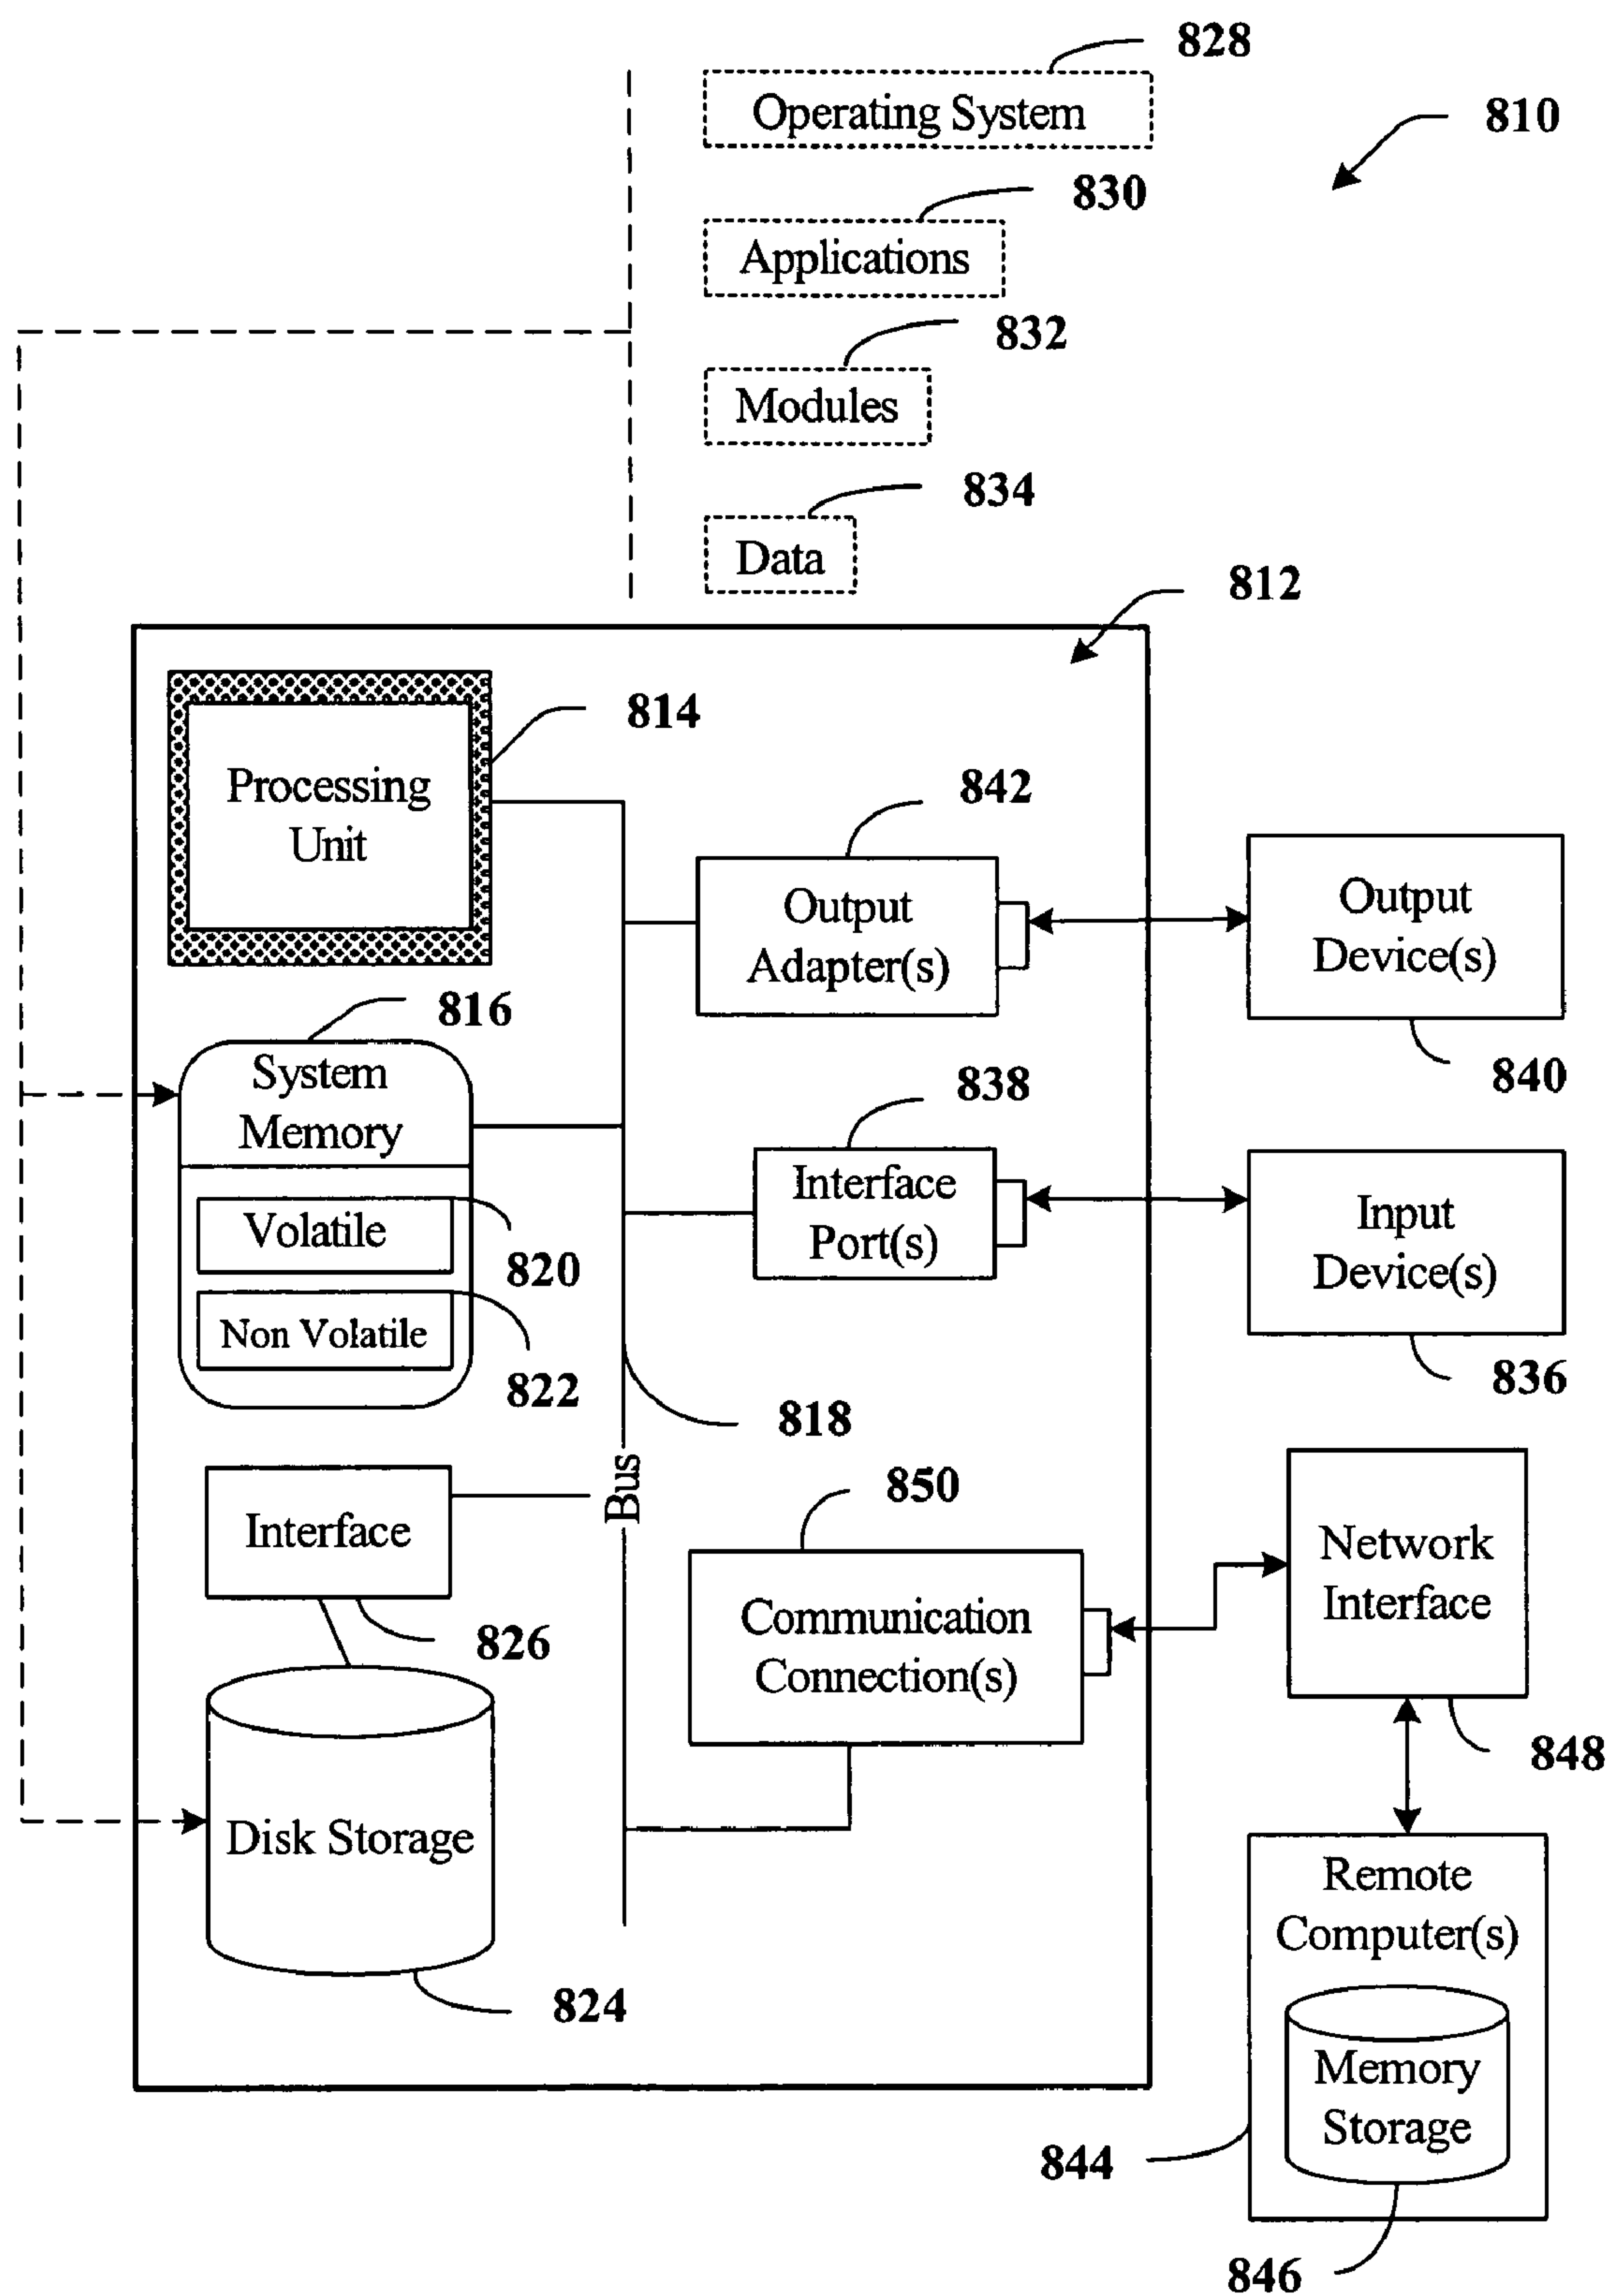 828
Operating System
810
830
Applications
832
Modules
834
Data
812
814
Processing
Unit
842
Output
Adapter(s)
Output
Device(s)
840
816
System
Memory
838
Interface
Port(s)
Input
Device(s)
836
Volatile
820
Non Volatile
822
818
Bus
850
Interface
826
Communication
Connection(s)
Network
Interface
848
Disk Storage
824
Remote
Computer(s)
Memory
Storage
844
846